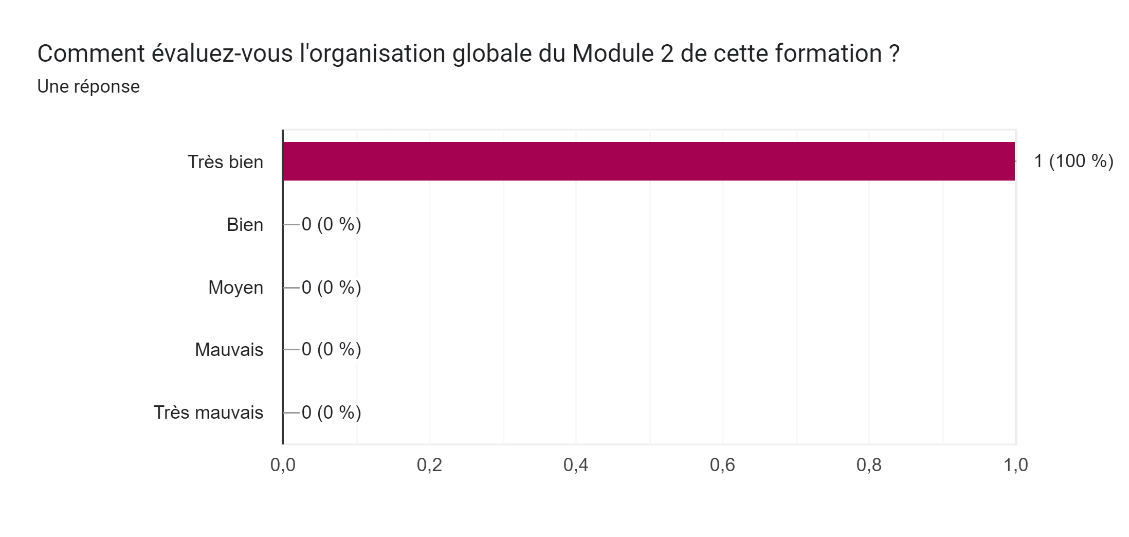 Comment évaluez-vous l'organisation globale du Module 2 de cette formation ?
Une réponse
Très bien 1 (100 %)
Bien 0 (0 %)
Moyen 0 (0 %)
Mauvais 0 (0 %)
Très mauvais 0 (0 %)
0,0 0,2 0,4 0,6 0,8 1,0